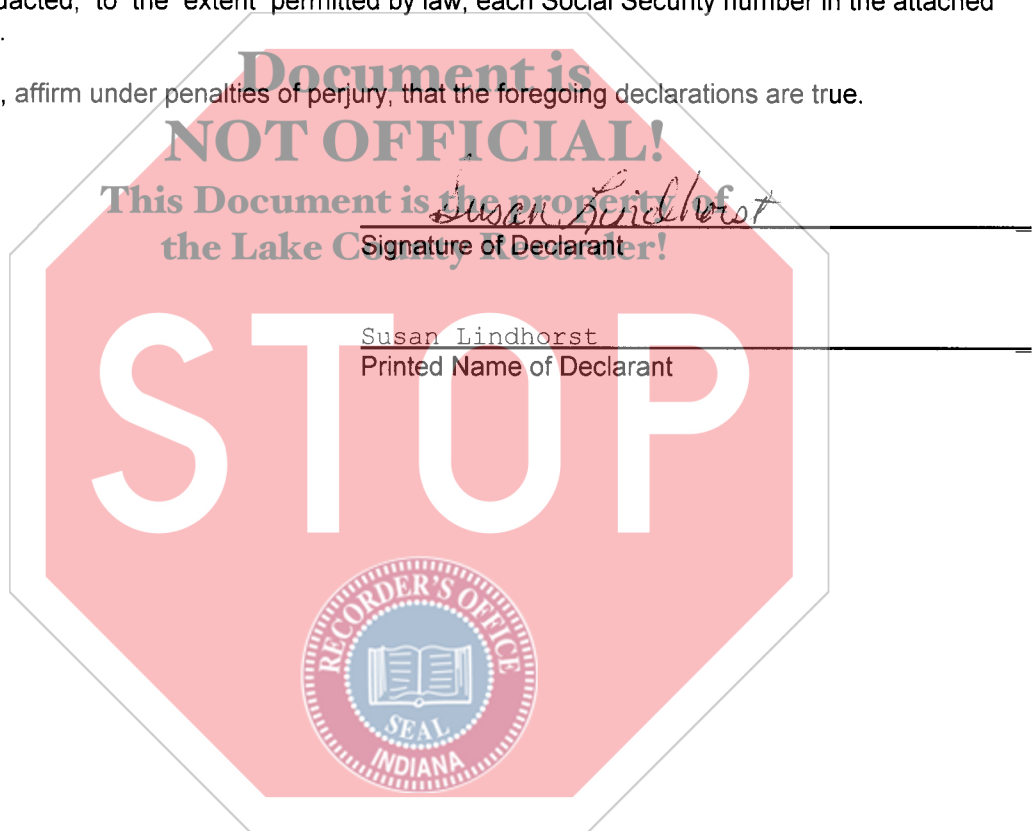 dacted, to the extent permitted by law, each Social Security number in the attached
.
, affirm under penalties of perjury, that the foregoing declarations are true.
Document is
NOT OFFICIAL!
This Document is the property of
the Lake County Recorder!
Susan Lindhorst
Signature of Declarant
Susan Lindhorst
Printed Name of Declarant
STOP
RECORDER'S OFFICE
SEAL
INDIANA